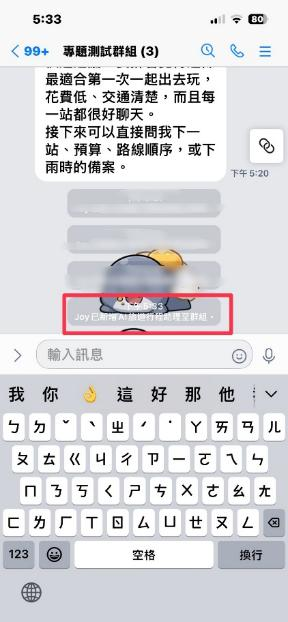 5:33
80
99+
專題測試群組 (3)
最適合第一次一起出去玩，
花費低、交通清楚，而且每
一站都很好聊天。
接下來可以直接問我下一
站、預算、路線順序，或下
雨時的備案。
下午 5:20
5:33
Joy 已新增 AI 旅遊行程助理至群組。
輸入訊息
我 你 👌 這 好 那 他
ㄅ ㄉ ˇ ˋ ㄓ ˊ ˙ ㄚ ㄞ ㄢ ㄦ
ㄆ ㄊ ㄍ ㄐ ㄔ ㄗ ㄧ ㄛ ㄟ ㄣ
ㄇ ㄋ ㄎ ㄑ ㄕ ㄘ ㄨ ㄜ ㄠ ㄤ
ㄈ ㄌ ㄏ ㄒ ㄖ ㄙ ㄩ ㄝ ㄡ ㄥ
123 空格 換行